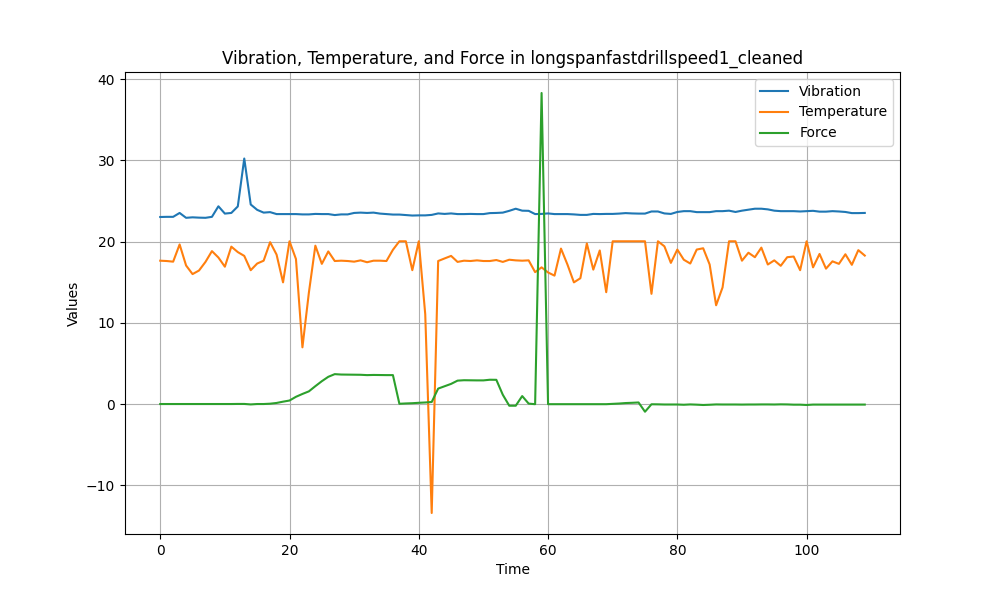 Vibration, Temperature, and Force in longspanfastdrillspeed1_cleaned
Vibration
Temperature
Force
Values
40
30
20
10
0
−10
0 20 40 60 80 100
Time